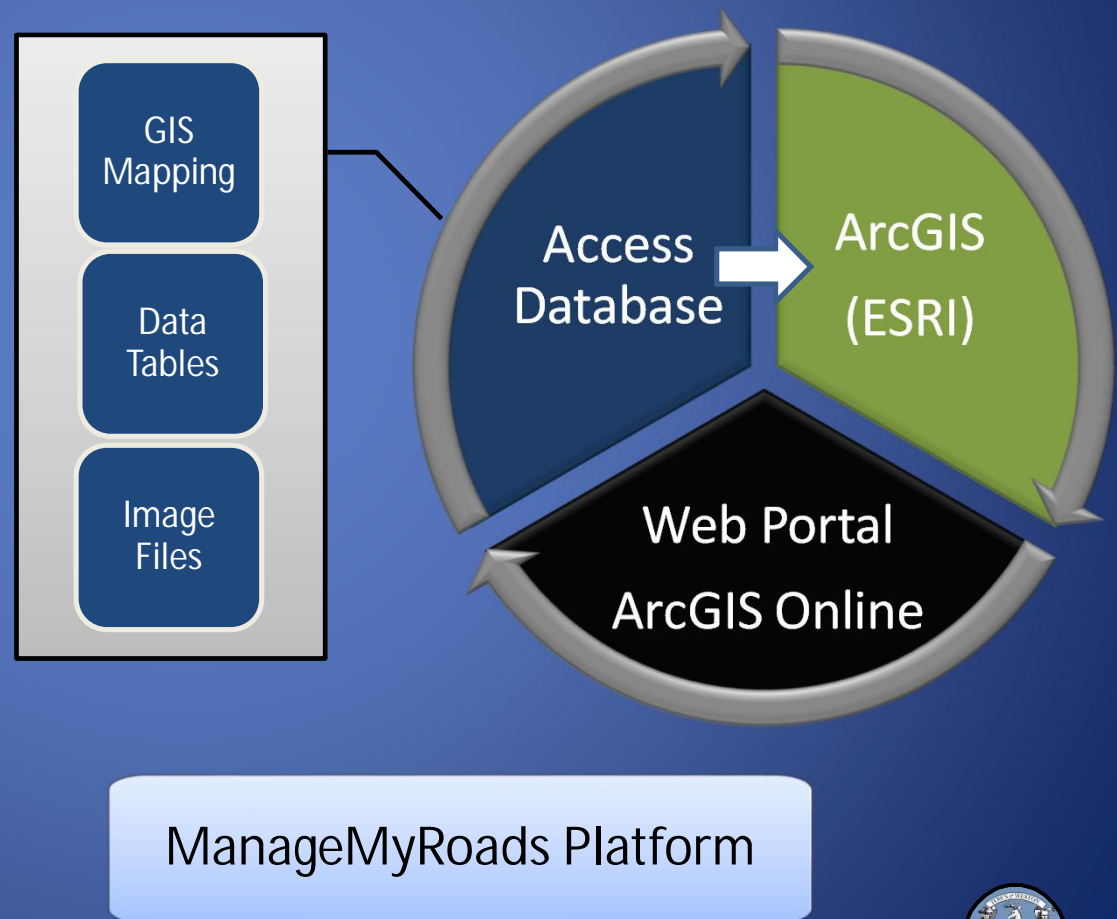 GIS
Mapping
Data
Tables
Image
Files
Access
Database
ArcGIS
(ESRI)
Web Portal
ArcGIS Online
ManageMyRoads Platform